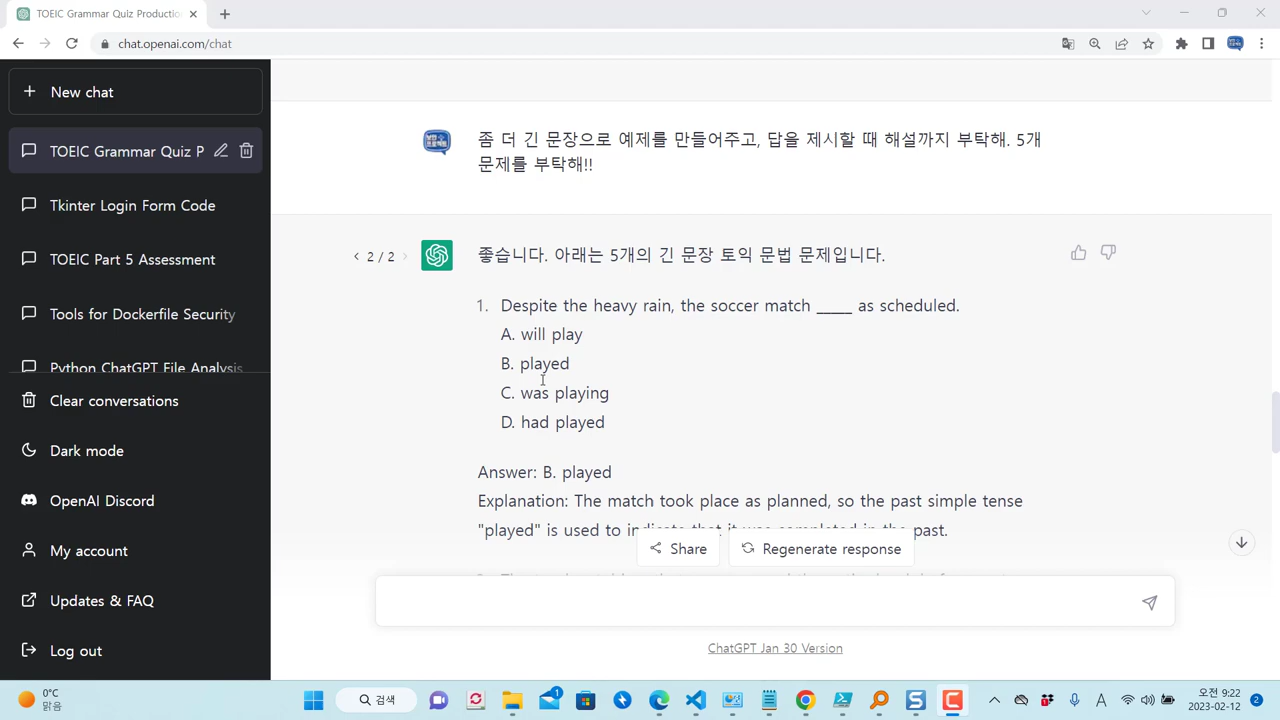 TOEIC Grammar Quiz Productio
chat.openai.com/chat
New chat
TOEIC Grammar Quiz P
Tkinter Login Form Code
TOEIC Part 5 Assessment
Tools for Dockerfile Security
Python ChatGPT File Analysis
Clear conversations
Dark mode
OpenAI Discord
My account
Updates & FAQ
Log out
좀 더 긴 문장으로 예제를 만들어주고, 답을 제시할 때 해설까지 부탁해. 5개
문제를 부탁해!!
2 / 2
좋습니다. 아래는 5개의 긴 문장 토익 문법 문제입니다.
1. Despite the heavy rain, the soccer match _____ as scheduled.
A. will play
B. played
C. was playing
D. had played
Answer: B. played
Explanation: The match took place as planned, so the past simple tense
"played" is used to indicate that it was completed in the past.
Share
Regenerate response
ChatGPT Jan 30 Version
0°C
맑음
검색
1
A
오전 9:22
2023-02-12
2